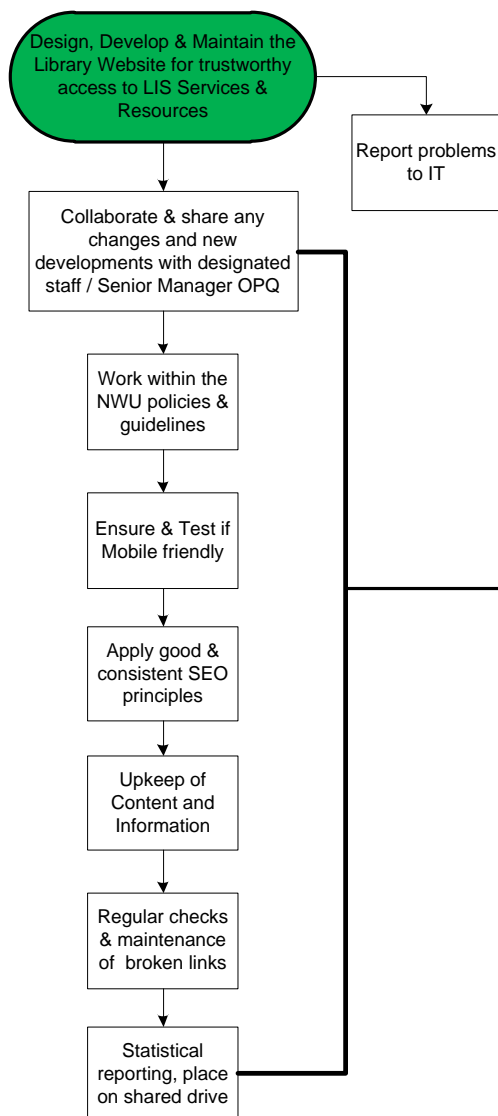 Design, Develop & Maintain the
Library Website for trustworthy
access to LIS Services &
Resources
Report problems
to IT
Collaborate & share any
changes and new
developments with designated
staff / Senior Manager OPQ
Work within the
NWU policies &
guidelines
Ensure & Test if
Mobile friendly
Apply good &
consistent SEO
principles
Upkeep of
Content and
Information
Regular checks
& maintenance
of broken links
Statistical
reporting, place
on shared drive